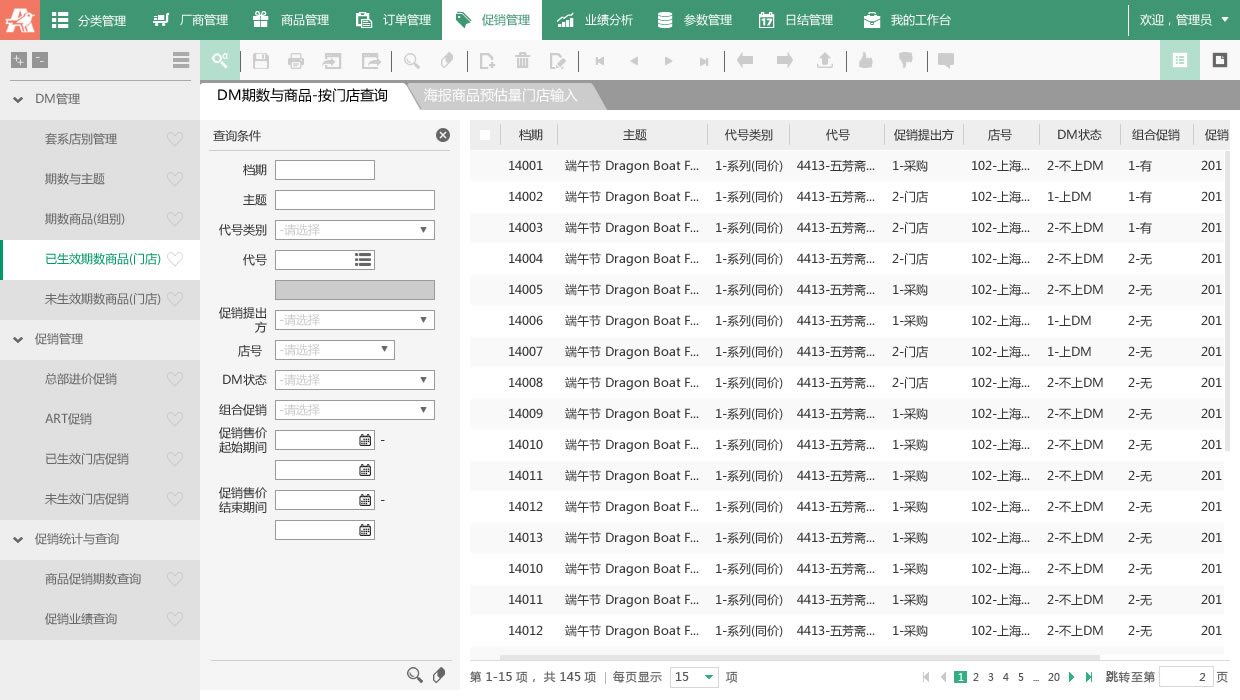 分类管理 厂商管理 商品管理 订单管理 促销管理 业绩分析 参数管理 日结管理 我的工作台 欢迎，管理员
DM期数与商品-按门店查询 海报商品预估量门店输入
DM管理
套系店别管理
期数与主题
期数商品(组别)
已生效期数商品(门店)
未生效期数商品(门店)
促销管理
总部进价促销
ART促销
已生效门店促销
未生效门店促销
促销统计与查询
商品促销期数查询
促销业绩查询
查询条件
档期
主题
代号类别 -请选择
代号
促销提出方 -请选择
店号 -请选择
DM状态 -请选择
组合促销 -请选择
促销售价起始期间 -
促销售价结束期间 -
档期 主题 代号类别 代号 促销提出方 店号 DM状态 组合促销 促销
14001 端午节 Dragon Boat F... 1-系列(同价) 4413-五芳斋... 1-采购 102-上海... 2-不上DM 1-有 201
14002 端午节 Dragon Boat F... 1-系列(同价) 4413-五芳斋... 2-门店 102-上海... 1-上DM 1-有 201
14003 端午节 Dragon Boat F... 1-系列(同价) 4413-五芳斋... 2-门店 102-上海... 2-不上DM 1-有 201
14004 端午节 Dragon Boat F... 1-系列(同价) 4413-五芳斋... 2-门店 102-上海... 2-不上DM 2-无 201
14005 端午节 Dragon Boat F... 1-系列(同价) 4413-五芳斋... 1-采购 102-上海... 2-不上DM 2-无 201
14006 端午节 Dragon Boat F... 1-系列(同价) 4413-五芳斋... 1-采购 102-上海... 1-上DM 2-无 201
14007 端午节 Dragon Boat F... 1-系列(同价) 4413-五芳斋... 2-门店 102-上海... 1-上DM 2-无 201
14008 端午节 Dragon Boat F... 1-系列(同价) 4413-五芳斋... 2-门店 102-上海... 2-不上DM 2-无 201
14009 端午节 Dragon Boat F... 1-系列(同价) 4413-五芳斋... 1-采购 102-上海... 2-不上DM 2-无 201
14010 端午节 Dragon Boat F... 1-系列(同价) 4413-五芳斋... 1-采购 102-上海... 2-不上DM 2-无 201
14011 端午节 Dragon Boat F... 1-系列(同价) 4413-五芳斋... 1-采购 102-上海... 2-不上DM 2-无 201
14012 端午节 Dragon Boat F... 1-系列(同价) 4413-五芳斋... 1-采购 102-上海... 2-不上DM 2-无 201
14013 端午节 Dragon Boat F... 1-系列(同价) 4413-五芳斋... 1-采购 102-上海... 2-不上DM 2-无 201
14010 端午节 Dragon Boat F... 1-系列(同价) 4413-五芳斋... 1-采购 102-上海... 2-不上DM 2-无 201
14011 端午节 Dragon Boat F... 1-系列(同价) 4413-五芳斋... 1-采购 102-上海... 2-不上DM 2-无 201
14012 端午节 Dragon Boat F... 1-系列(同价) 4413-五芳斋... 1-采购 102-上海... 2-不上DM 2-无 201
第 1-15 项，共 145 项 | 每页显示 15 项 1 2 3 4 5 ... 20 跳转至第 2 页